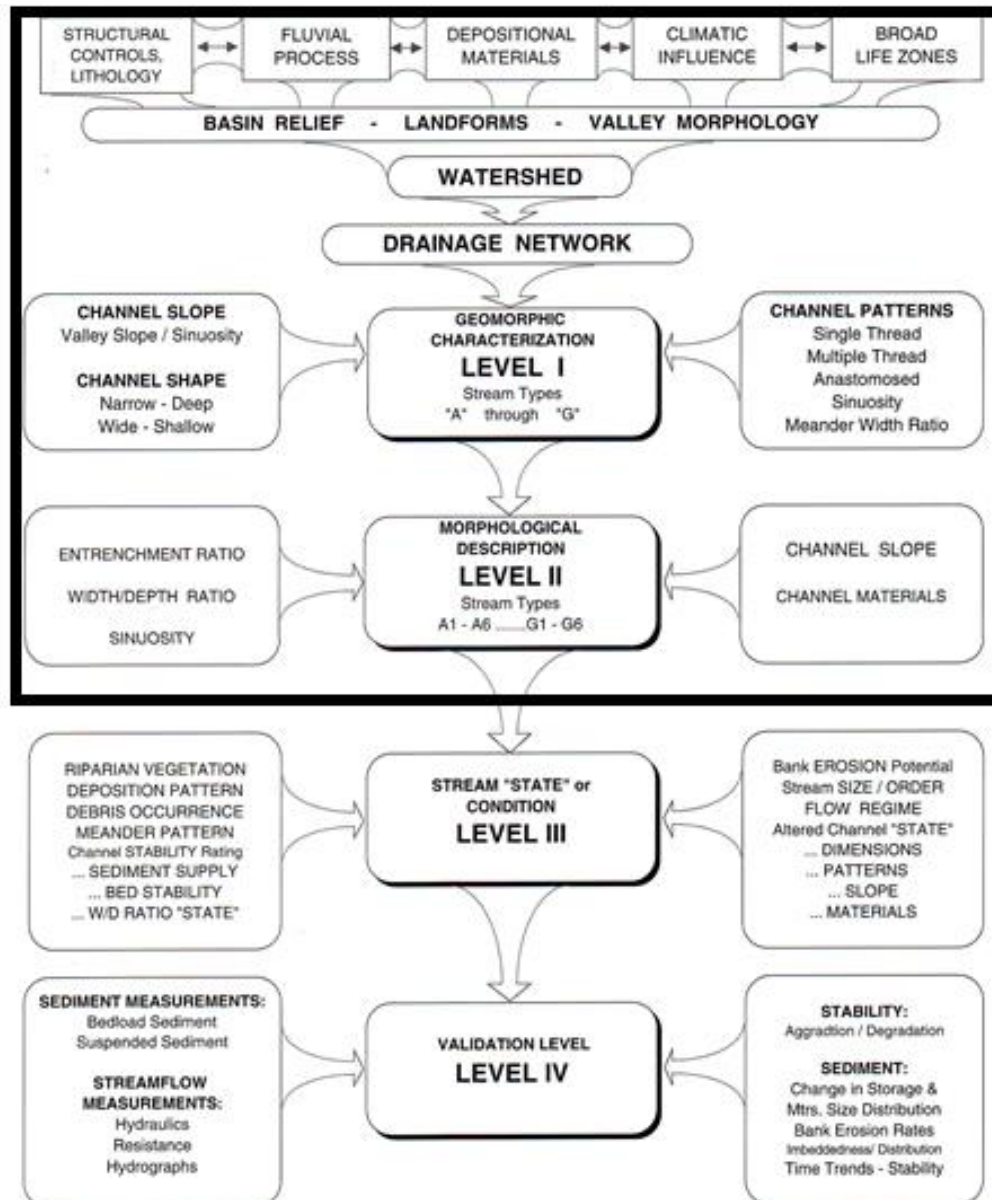 STRUCTURAL
CONTROLS,
LITHOLOGY
FLUVIAL
PROCESS
DEPOSITIONAL
MATERIALS
CLIMATIC
INFLUENCE
BROAD
LIFE ZONES
BASIN RELIEF - LANDFORMS - VALLEY MORPHOLOGY
WATERSHED
DRAINAGE NETWORK
CHANNEL SLOPE
Valley Slope / Sinuosity
CHANNEL SHAPE
Narrow - Deep
Wide - Shallow
GEOMORPHIC
CHARACTERIZATION
LEVEL I
Stream Types
"A" through "G"
CHANNEL PATTERNS
Single Thread
Multiple Thread
Anastomosed
Sinuosity
Meander Width Ratio
ENTRENCHMENT RATIO
WIDTH/DEPTH RATIO
SINUOSITY
MORPHOLOGICAL
DESCRIPTION
LEVEL II
Stream Types
A1 - A6 ......G1 - G6
CHANNEL SLOPE
CHANNEL MATERIALS
RIPARIAN VEGETATION
DEPOSITION PATTERN
DEBRIS OCCURRENCE
MEANDER PATTERN
Channel STABILITY Rating
... SEDIMENT SUPPLY
... BED STABILITY
... W/D RATIO "STATE"
STREAM "STATE" or
CONDITION
LEVEL III
Bank EROSION Potential
Stream SIZE / ORDER
FLOW REGIME
Altered Channel "STATE"
... DIMENSIONS
... PATTERNS
... SLOPE
... MATERIALS
SEDIMENT MEASUREMENTS:
Bedload Sediment
Suspended Sediment
STREAMFLOW
MEASUREMENTS:
Hydraulics
Resistance
Hydrographs
VALIDATION LEVEL
LEVEL IV
STABILITY:
Aggradtion / Degradation
SEDIMENT:
Change in Storage &
Mtrs. Size Distribution
Bank Erosion Rates
Imbeddedness/ Distribution
Time Trends - Stability